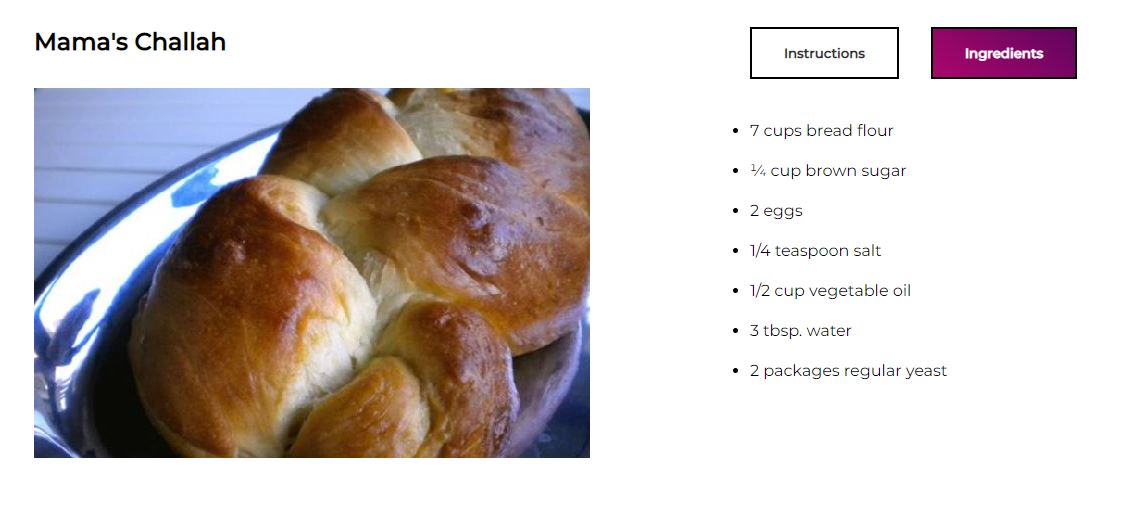 Mama's Challah
Instructions
Ingredients
7 cups bread flour
¼ cup brown sugar
2 eggs
1/4 teaspoon salt
1/2 cup vegetable oil
3 tbsp. water
2 packages regular yeast